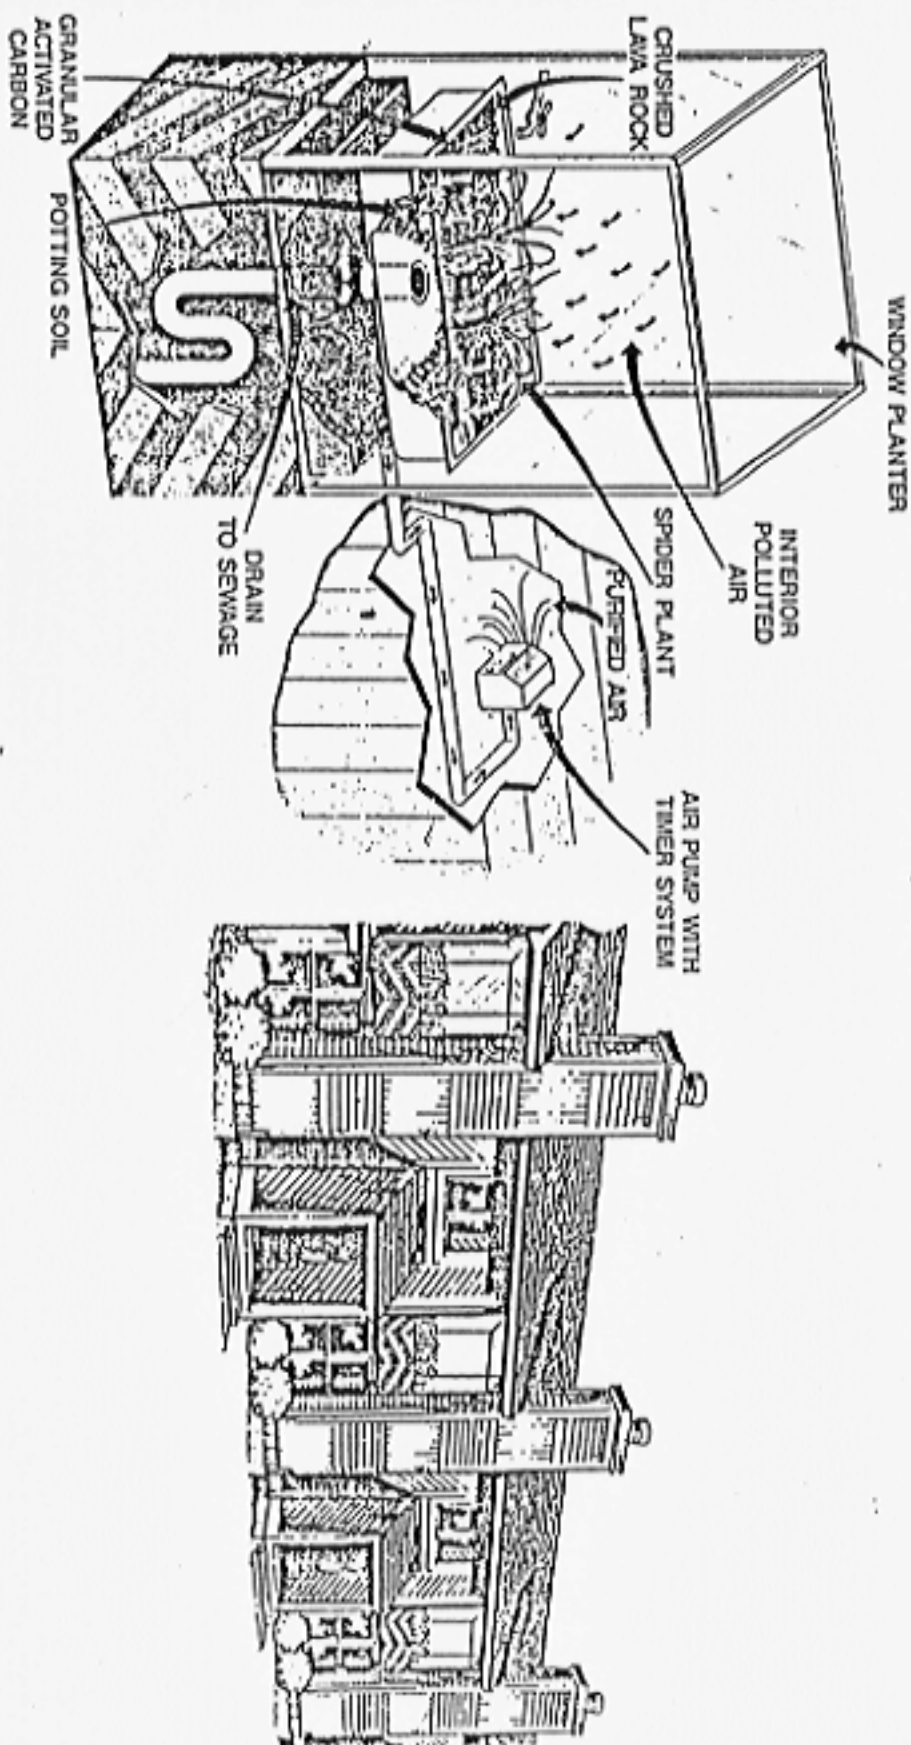 WINDOW PLANTER
INTERIOR
POLLUTED
AIR
CRUSHED
LAVA ROCK
SPIDER PLANT
PURIFIED AIR
AIR PUMP WITH
TIMER SYSTEM
GRANULAR
ACTIVATED
CARBON
POTTING SOIL
DRAIN
TO SEWAGE